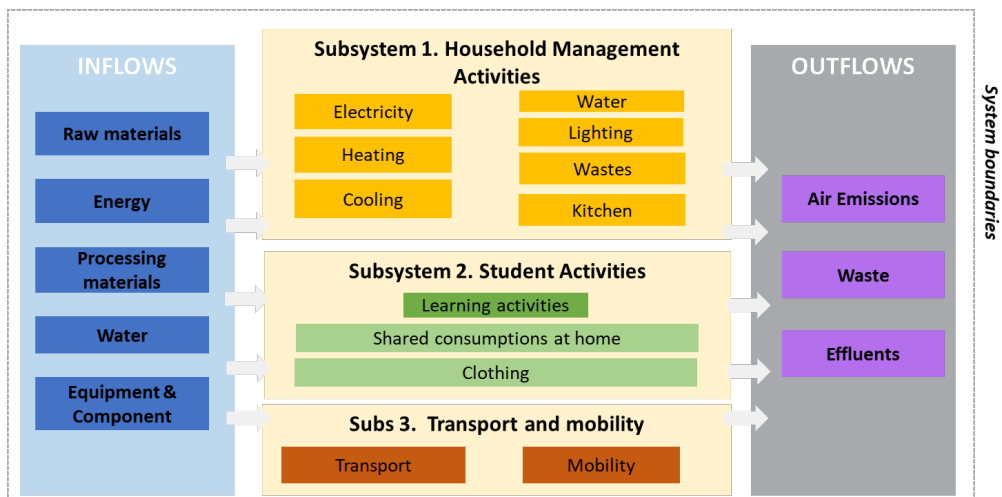 INFLOWS
Raw materials
Energy
Processing
materials
Water
Equipment &
Component
Subsystem 1. Household Management
Activities
Electricity
Heating
Cooling
Water
Lighting
Wastes
Kitchen
Subsystem 2. Student Activities
Learning activities
Shared consumptions at home
Clothing
Subs 3. Transport and mobility
Transport
Mobility
OUTFLOWS
Air Emissions
Waste
Effluents
System boundaries